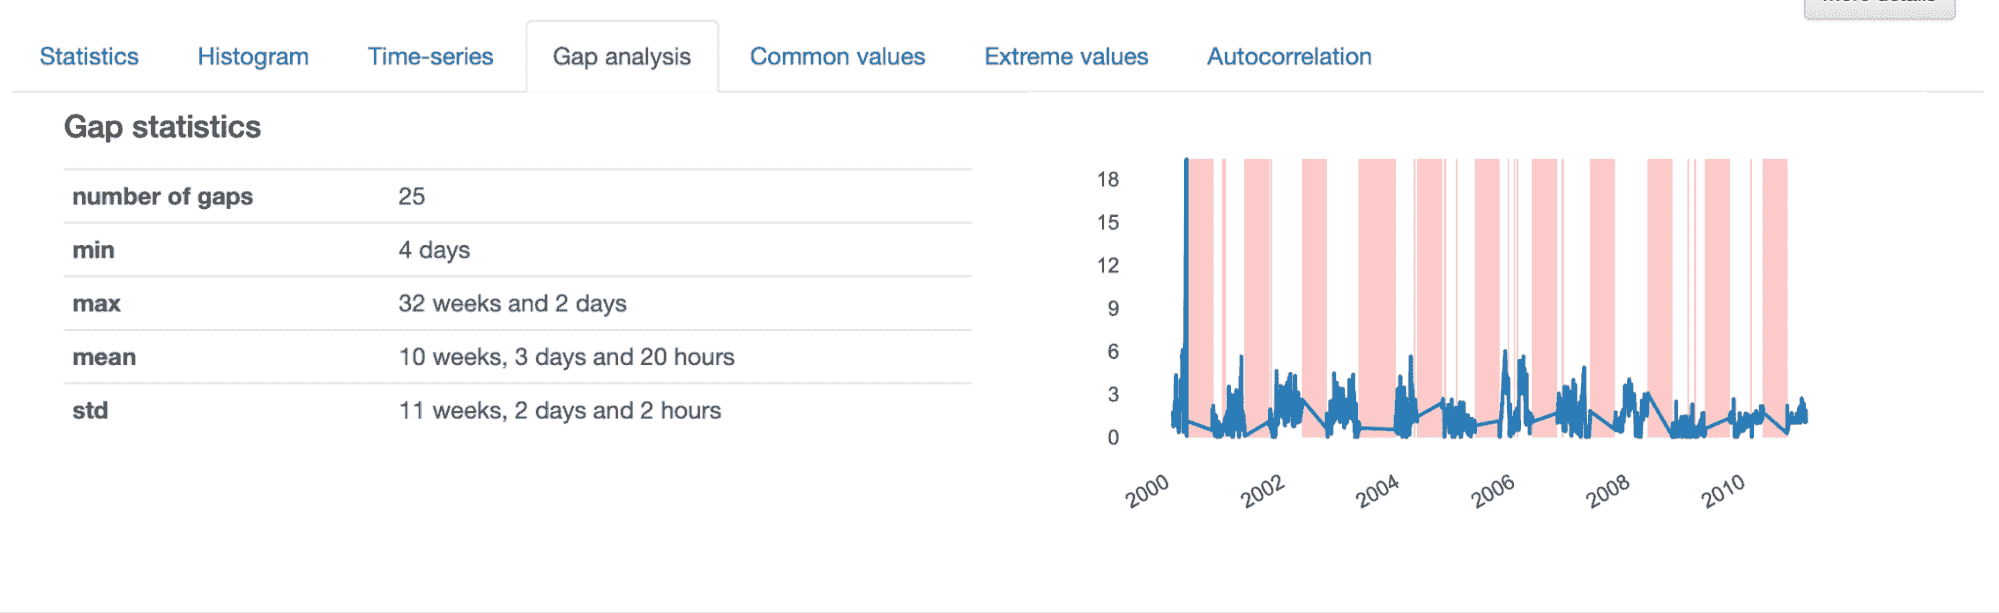 More details
Statistics Histogram Time-series Gap analysis Common values Extreme values Autocorrelation
Gap statistics
number of gaps 25
min 4 days
max 32 weeks and 2 days
mean 10 weeks, 3 days and 20 hours
std 11 weeks, 2 days and 2 hours
18
15
12
9
6
3
0
2000 2002 2004 2006 2008 2010